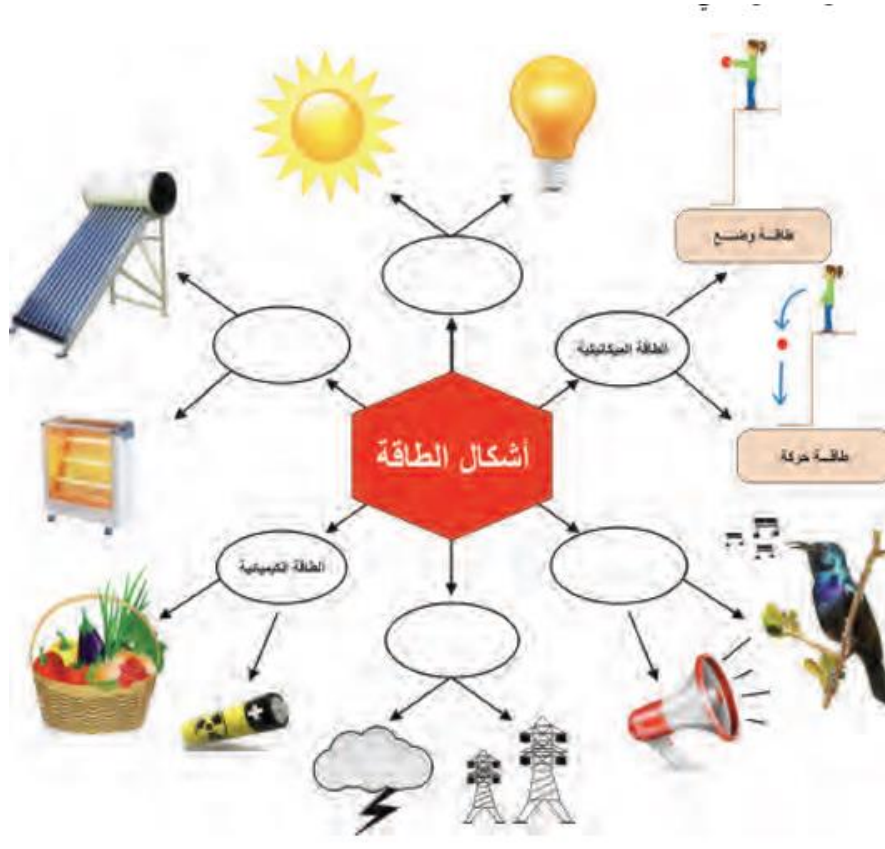 طاقة وضع
الطاقة الميكانيكية
أشكال الطاقة
طاقة حركة
الطاقة الكيميائية